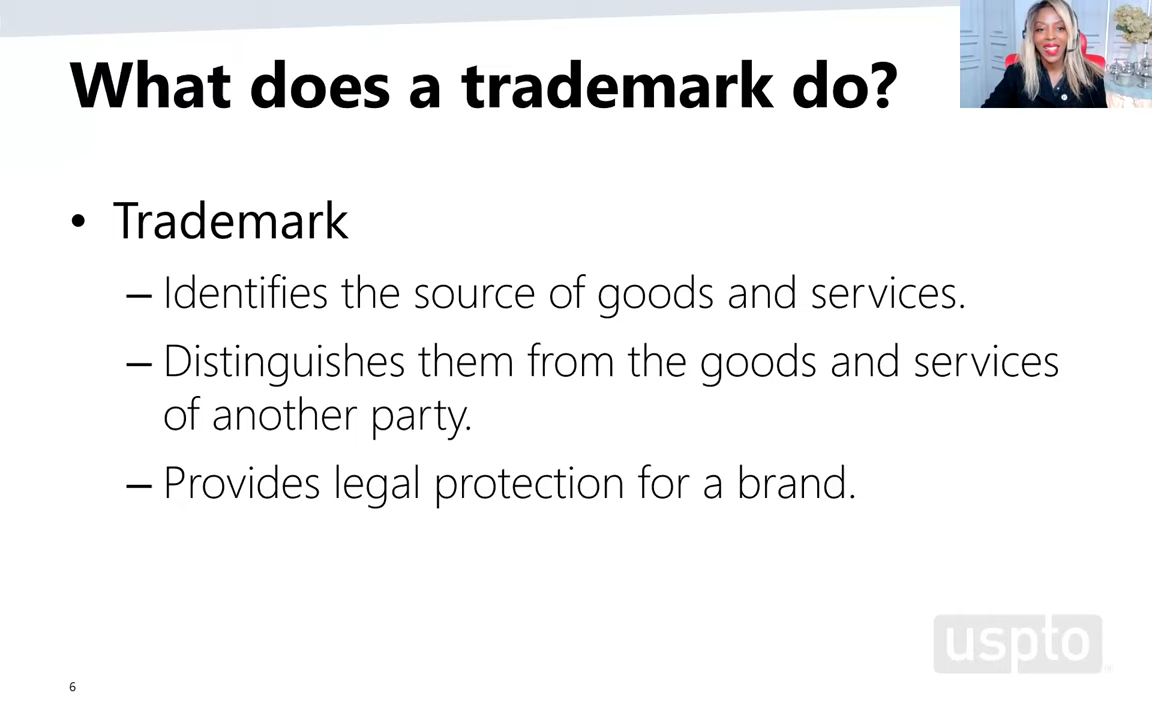 What does a trademark do?
• Trademark
– Identifies the source of goods and services.
– Distinguishes them from the goods and services
of another party.
– Provides legal protection for a brand.
uspto
6